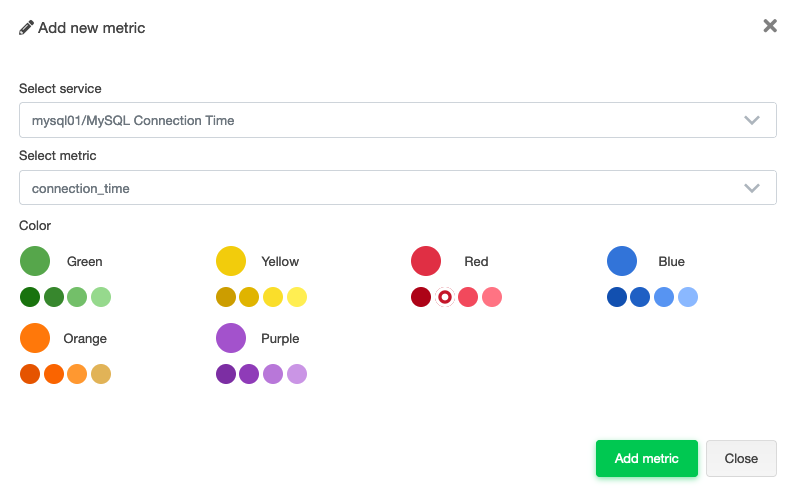 Add new metric
Select service
mysql01/MySQL Connection Time
Select metric
connection_time
Color
Green Yellow Red Blue
Orange Purple
Add metric Close